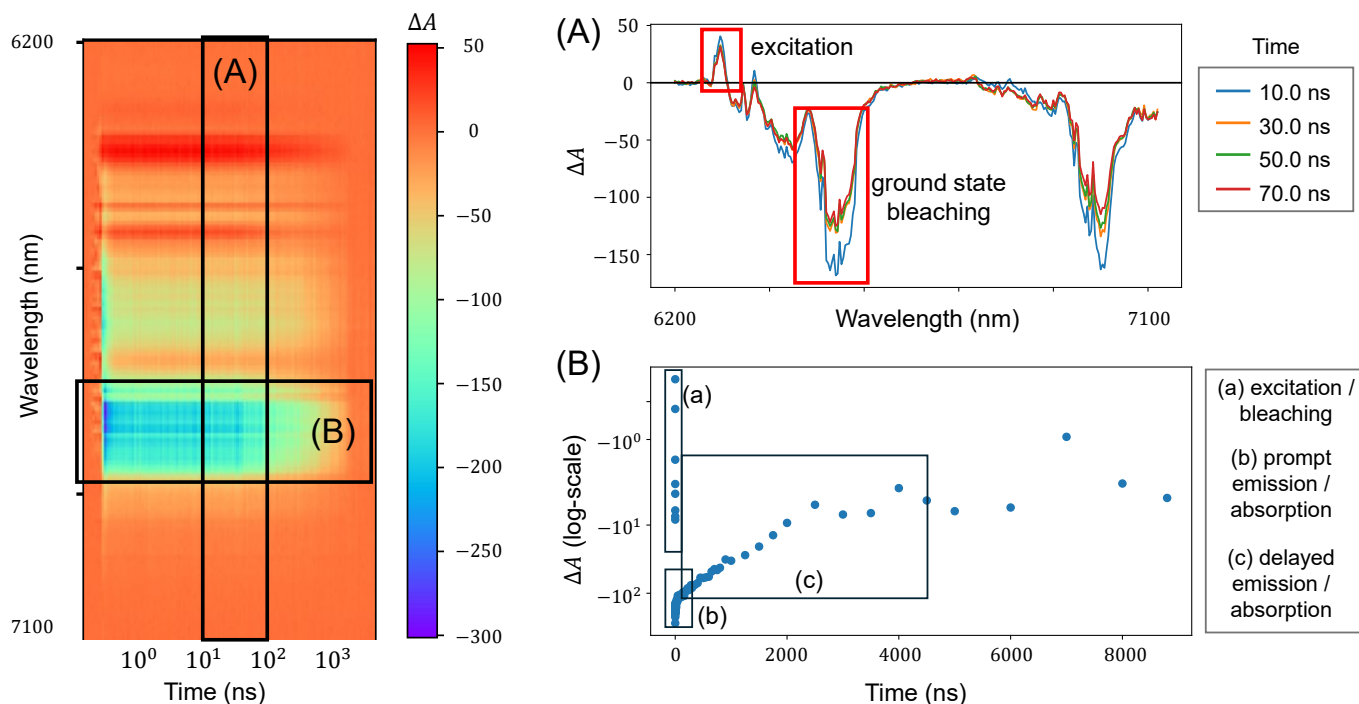 ΔA
6200
7100
Wavelength (nm)
(A)
(B)
10⁰
10¹
10²
10³
Time (ns)
50
0
−50
−100
−150
−200
−250
−300
(A)
50
0
−50
−100
−150
ΔA
excitation
ground state
bleaching
6200
Wavelength (nm)
7100
Time
10.0 ns
30.0 ns
50.0 ns
70.0 ns
(B)
ΔA (log-scale)
−10⁰
−10¹
−10²
(a)
(b)
(c)
0
2000
4000
6000
8000
Time (ns)
(a) excitation /
bleaching
(b) prompt
emission /
absorption
(c) delayed
emission /
absorption